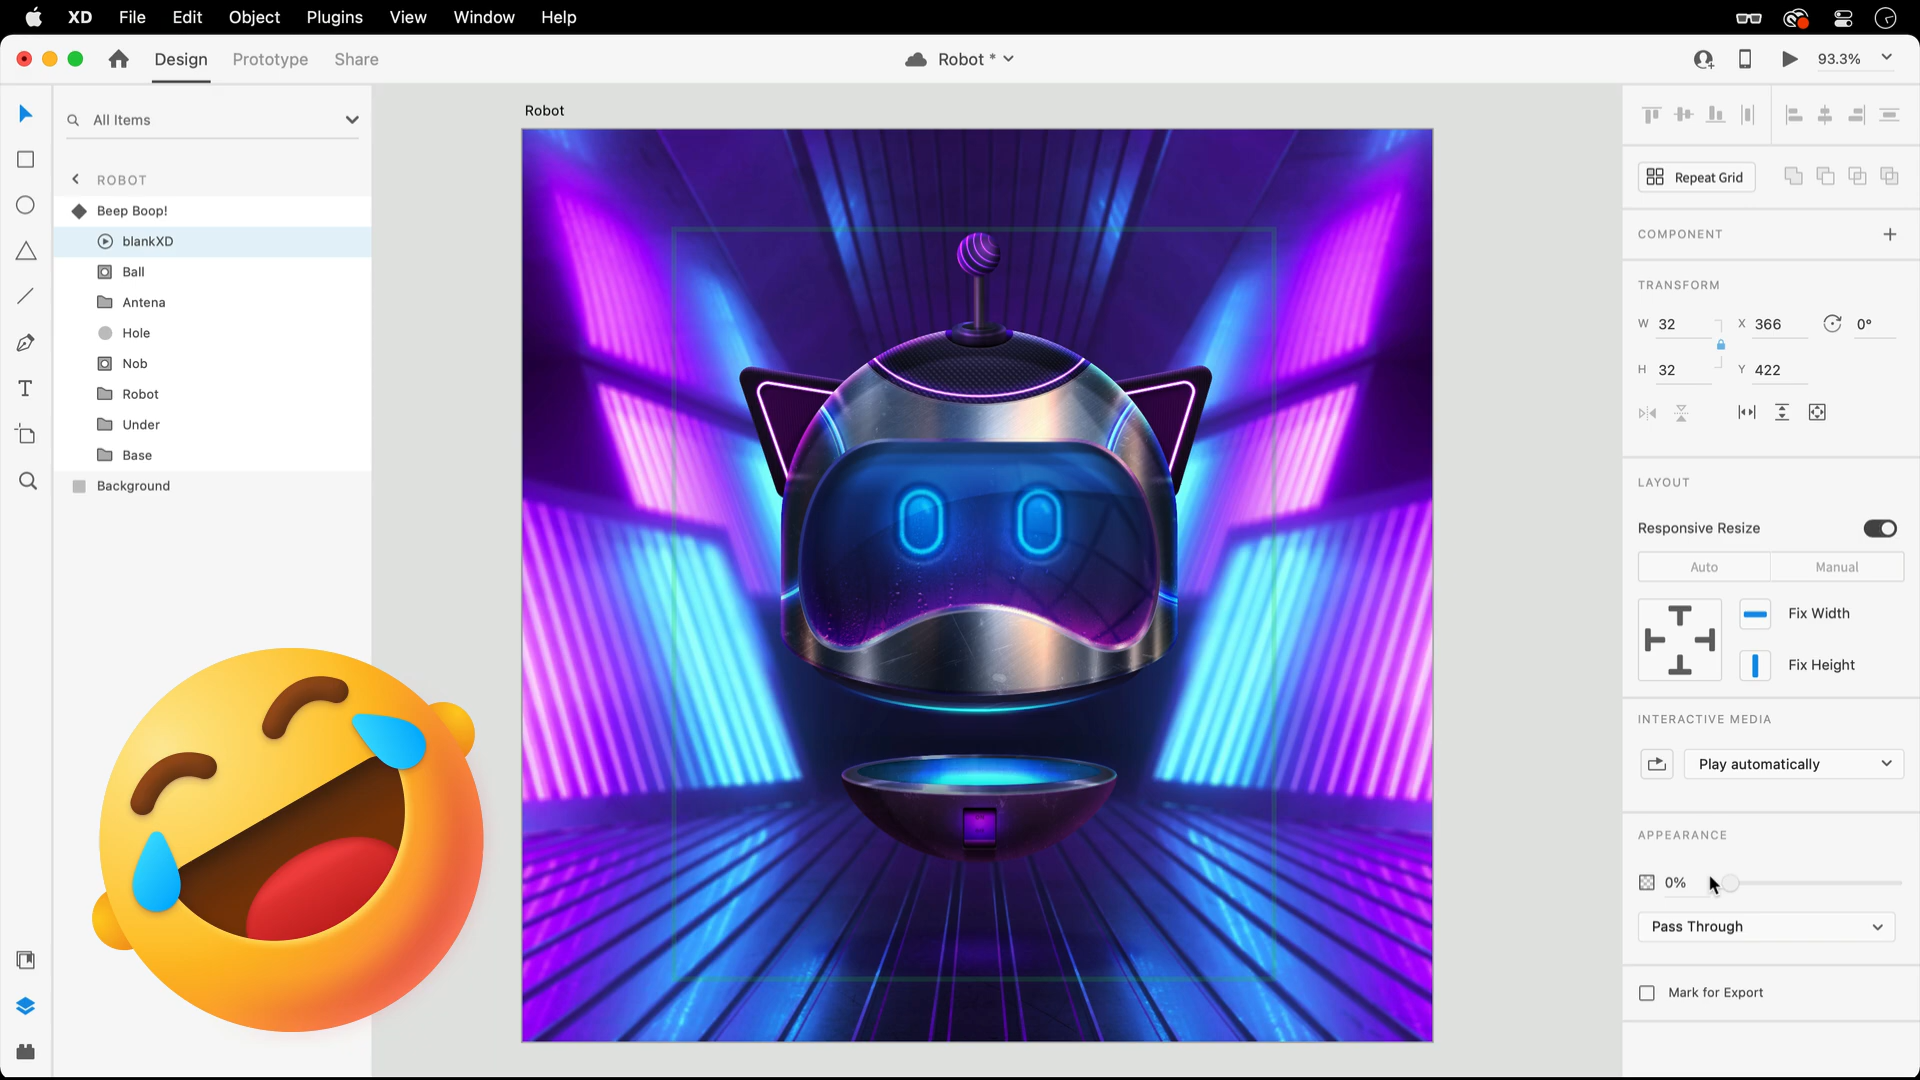 XD File Edit Object Plugins View Window Help
Design Prototype Share
Robot *
93.3%
All Items
ROBOT
Beep Boop!
blankXD
Ball
Antena
Hole
Nob
Robot
Under
Base
Background
Robot
Repeat Grid
COMPONENT
TRANSFORM
W 32 X 366 0°
H 32 Y 422
LAYOUT
Responsive Resize
Auto Manual
Fix Width
Fix Height
INTERACTIVE MEDIA
Play automatically
APPEARANCE
0%
Pass Through
Mark for Export